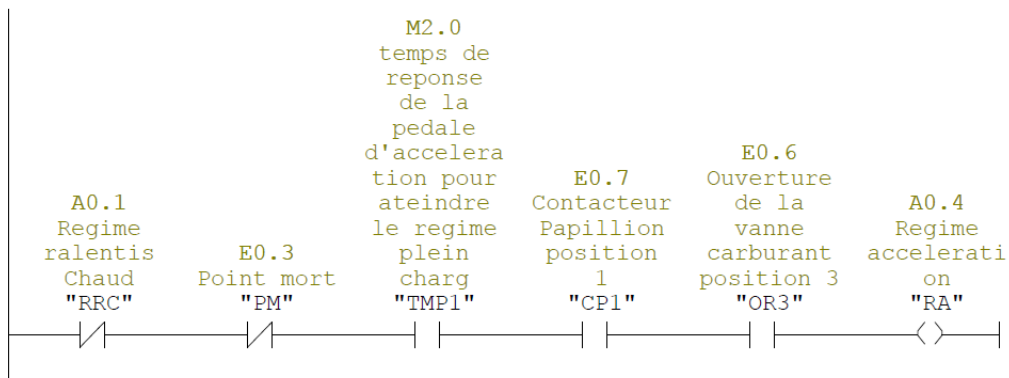 A0.1
Regime
ralentis
Chaud
"RRC"
E0.3
Point mort
"PM"
M2.0
temps de
reponse
de la
pedale
d'accelera
tion pour
ateindre
le regime
plein
charg
"TMP1"
E0.7
Contacteur
Papillion
position
1
"CP1"
E0.6
Ouverture
de la
vanne
carburant
position 3
"OR3"
A0.4
Regime
accelerati
on
"RA"